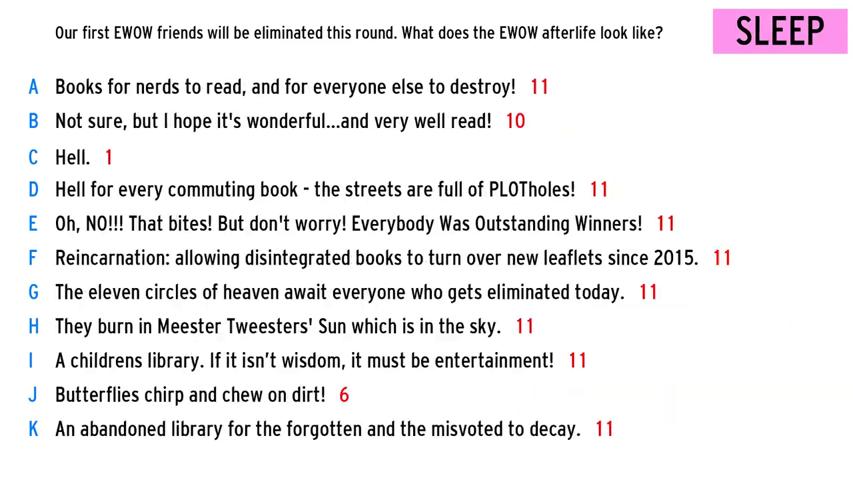 Our first EWOW friends will be eliminated this round. What does the EWOW afterlife look like?
SLEEP
A Books for nerds to read, and for everyone else to destroy! 11
B Not sure, but I hope it's wonderful...and very well read! 10
C Hell. 1
D Hell for every commuting book - the streets are full of PLOTholes! 11
E Oh, NO!!! That bites! But don't worry! Everybody Was Outstanding Winners! 11
F Reincarnation: allowing disintegrated books to turn over new leaflets since 2015. 11
G The eleven circles of heaven await everyone who gets eliminated today. 11
H They burn in Meester Tweesters' Sun which is in the sky. 11
I A childrens library. If it isn’t wisdom, it must be entertainment! 11
J Butterflies chirp and chew on dirt! 6
K An abandoned library for the forgotten and the misvoted to decay. 11